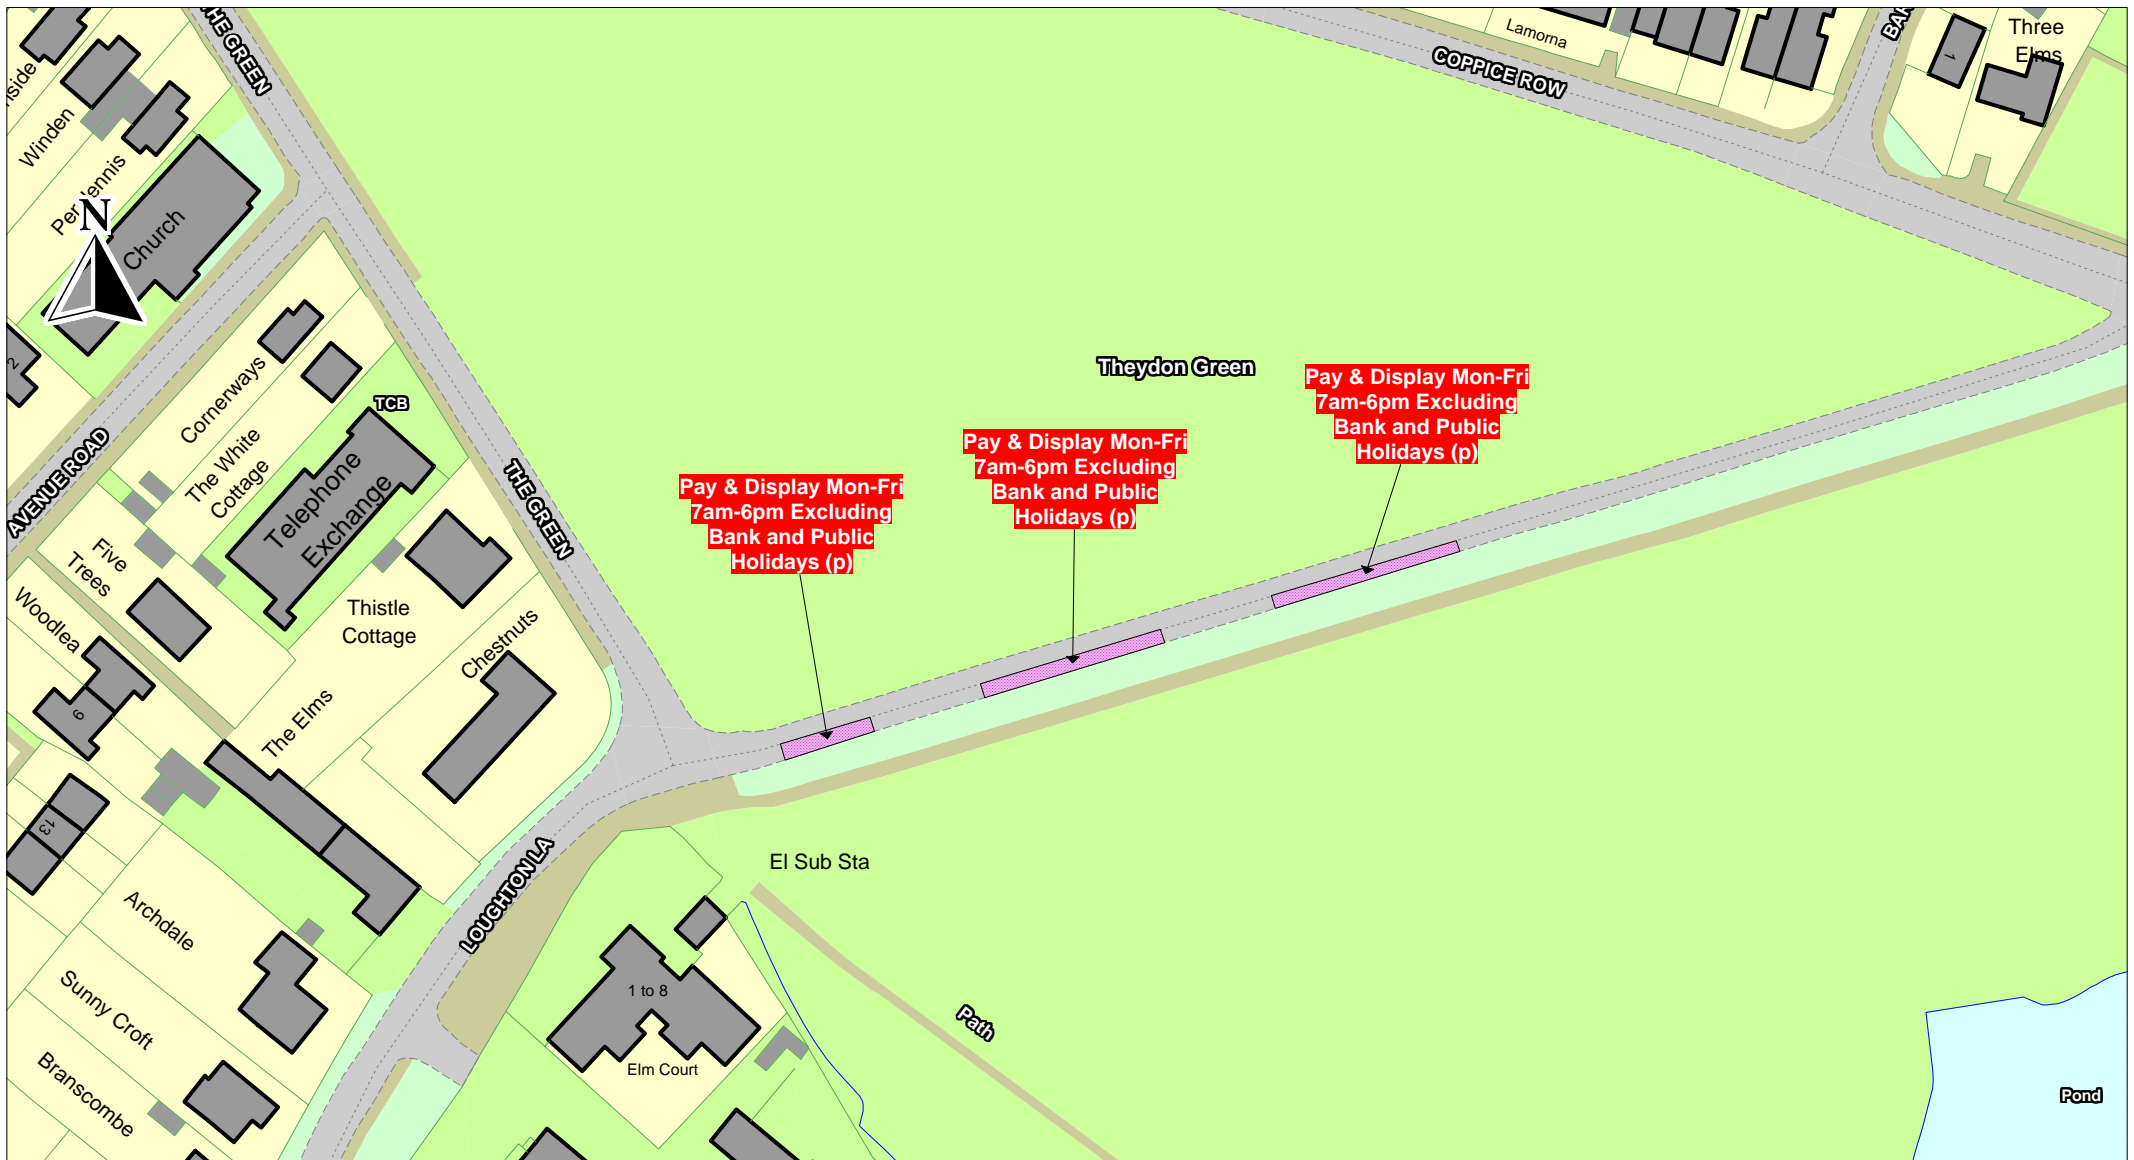 THE GREEN
COPPICE ROW
Lamorna
1
Three
Elms
Winden
N
Church
2
Cornerways
The White
Cottage
TCB
AVENUE ROAD
Telephone
Exchange
THE GREEN
Theydon Green
Pay & Display Mon-Fri
7am-6pm Excluding
Bank and Public
Holidays (p)
Pay & Display Mon-Fri
7am-6pm Excluding
Bank and Public
Holidays (p)
Pay & Display Mon-Fri
7am-6pm Excluding
Bank and Public
Holidays (p)
Five
Trees
Woodlea
Thistle
Cottage
Chestnuts
The Elms
13
LOUGHTON LA
El Sub Sta
Archdale
Sunny Croft
Branscombe
1 to 8
Elm Court
Path
Pond